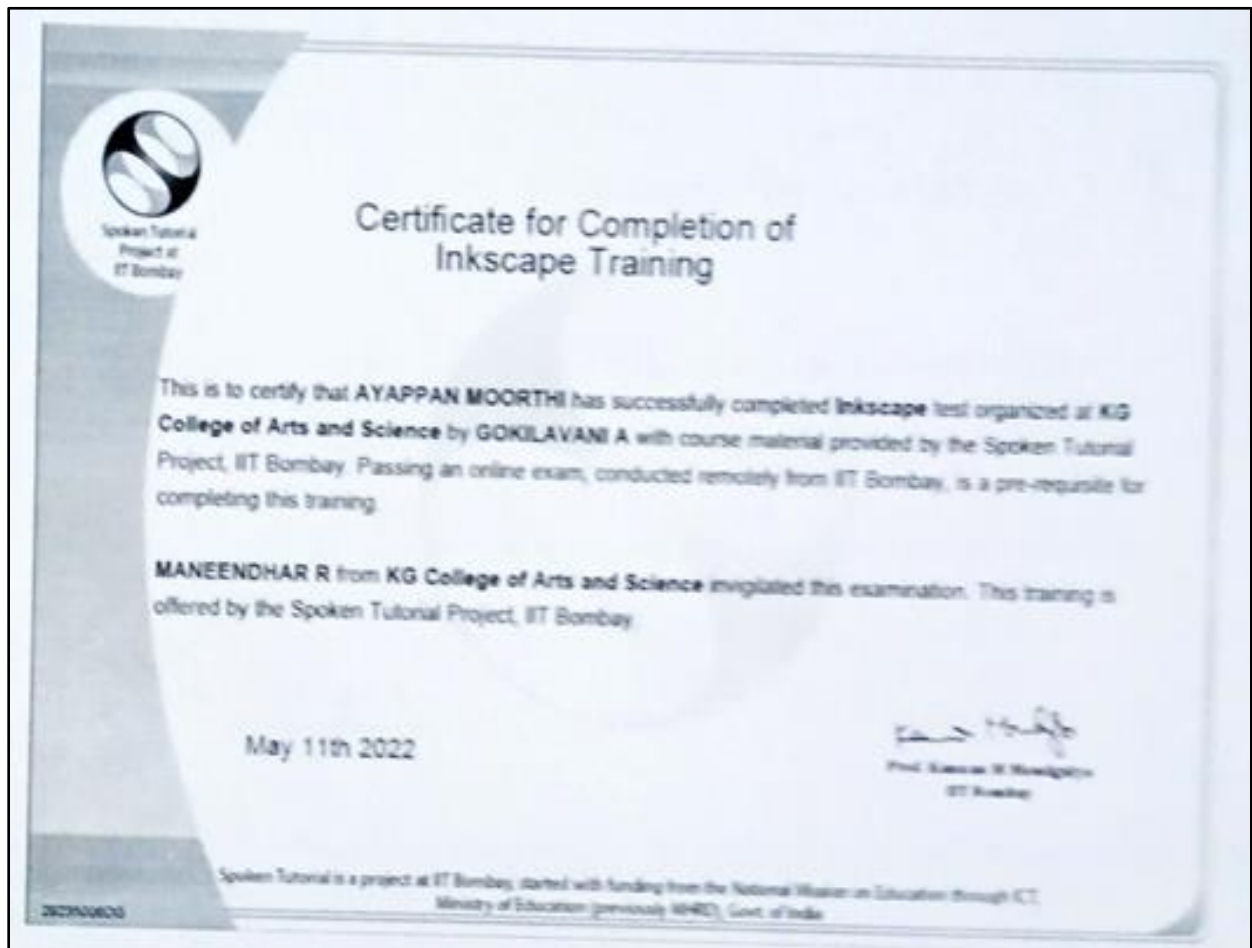 Spoken Tutorial
Project at
IIT Bombay
Certificate for Completion of
Inkscape Training
This is to certify that AYAPPAN MOORTHI has successfully completed Inkscape test organized at KG
College of Arts and Science by GOKILAVANI A with course material provided by the Spoken Tutorial
Project, IIT Bombay. Passing an online exam, conducted remotely from IIT Bombay, is a pre-requisite for
completing this training.
MANEENDHAR R from KG College of Arts and Science invigilated this examination. This training is
offered by the Spoken Tutorial Project, IIT Bombay.
May 11th 2022
Prof. Kannan M Moudgalya
IIT Bombay
Spoken Tutorial is a project at IIT Bombay, started with funding from the National Mission on Education through ICT,
Ministry of Education (previously MHRD), Govt. of India